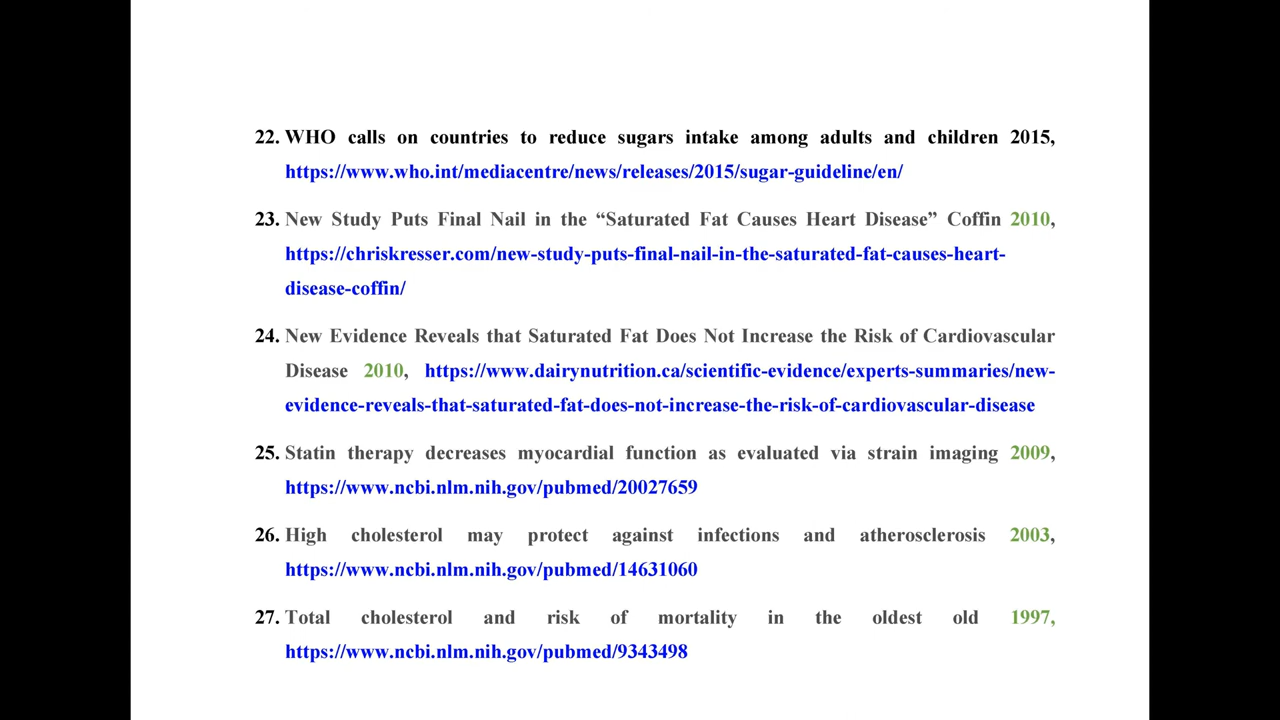 22. WHO calls on countries to reduce sugars intake among adults and children 2015,
https://www.who.int/mediacentre/news/releases/2015/sugar-guideline/en/
23. New Study Puts Final Nail in the “Saturated Fat Causes Heart Disease” Coffin 2010,
https://chriskresser.com/new-study-puts-final-nail-in-the-saturated-fat-causes-heart-
disease-coffin/
24. New Evidence Reveals that Saturated Fat Does Not Increase the Risk of Cardiovascular
Disease 2010, https://www.dairynutrition.ca/scientific-evidence/experts-summaries/new-
evidence-reveals-that-saturated-fat-does-not-increase-the-risk-of-cardiovascular-disease
25. Statin therapy decreases myocardial function as evaluated via strain imaging 2009,
https://www.ncbi.nlm.nih.gov/pubmed/20027659
26. High cholesterol may protect against infections and atherosclerosis 2003,
https://www.ncbi.nlm.nih.gov/pubmed/14631060
27. Total cholesterol and risk of mortality in the oldest old 1997,
https://www.ncbi.nlm.nih.gov/pubmed/9343498